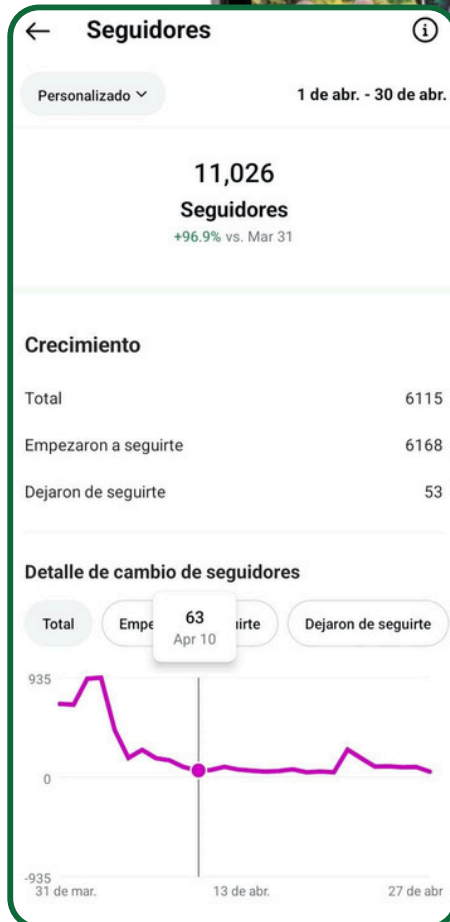 Seguidores
Personalizado
1 de abr. - 30 de abr.
11,026
Seguidores
+96.9% vs. Mar 31
Crecimiento
Total 6115
Empezaron a seguirte 6168
Dejaron de seguirte 53
Detalle de cambio de seguidores
Total Empe 63 irte Dejaron de seguirte
Apr 10
935
0
-935
31 de mar. 13 de abr. 27 de abr